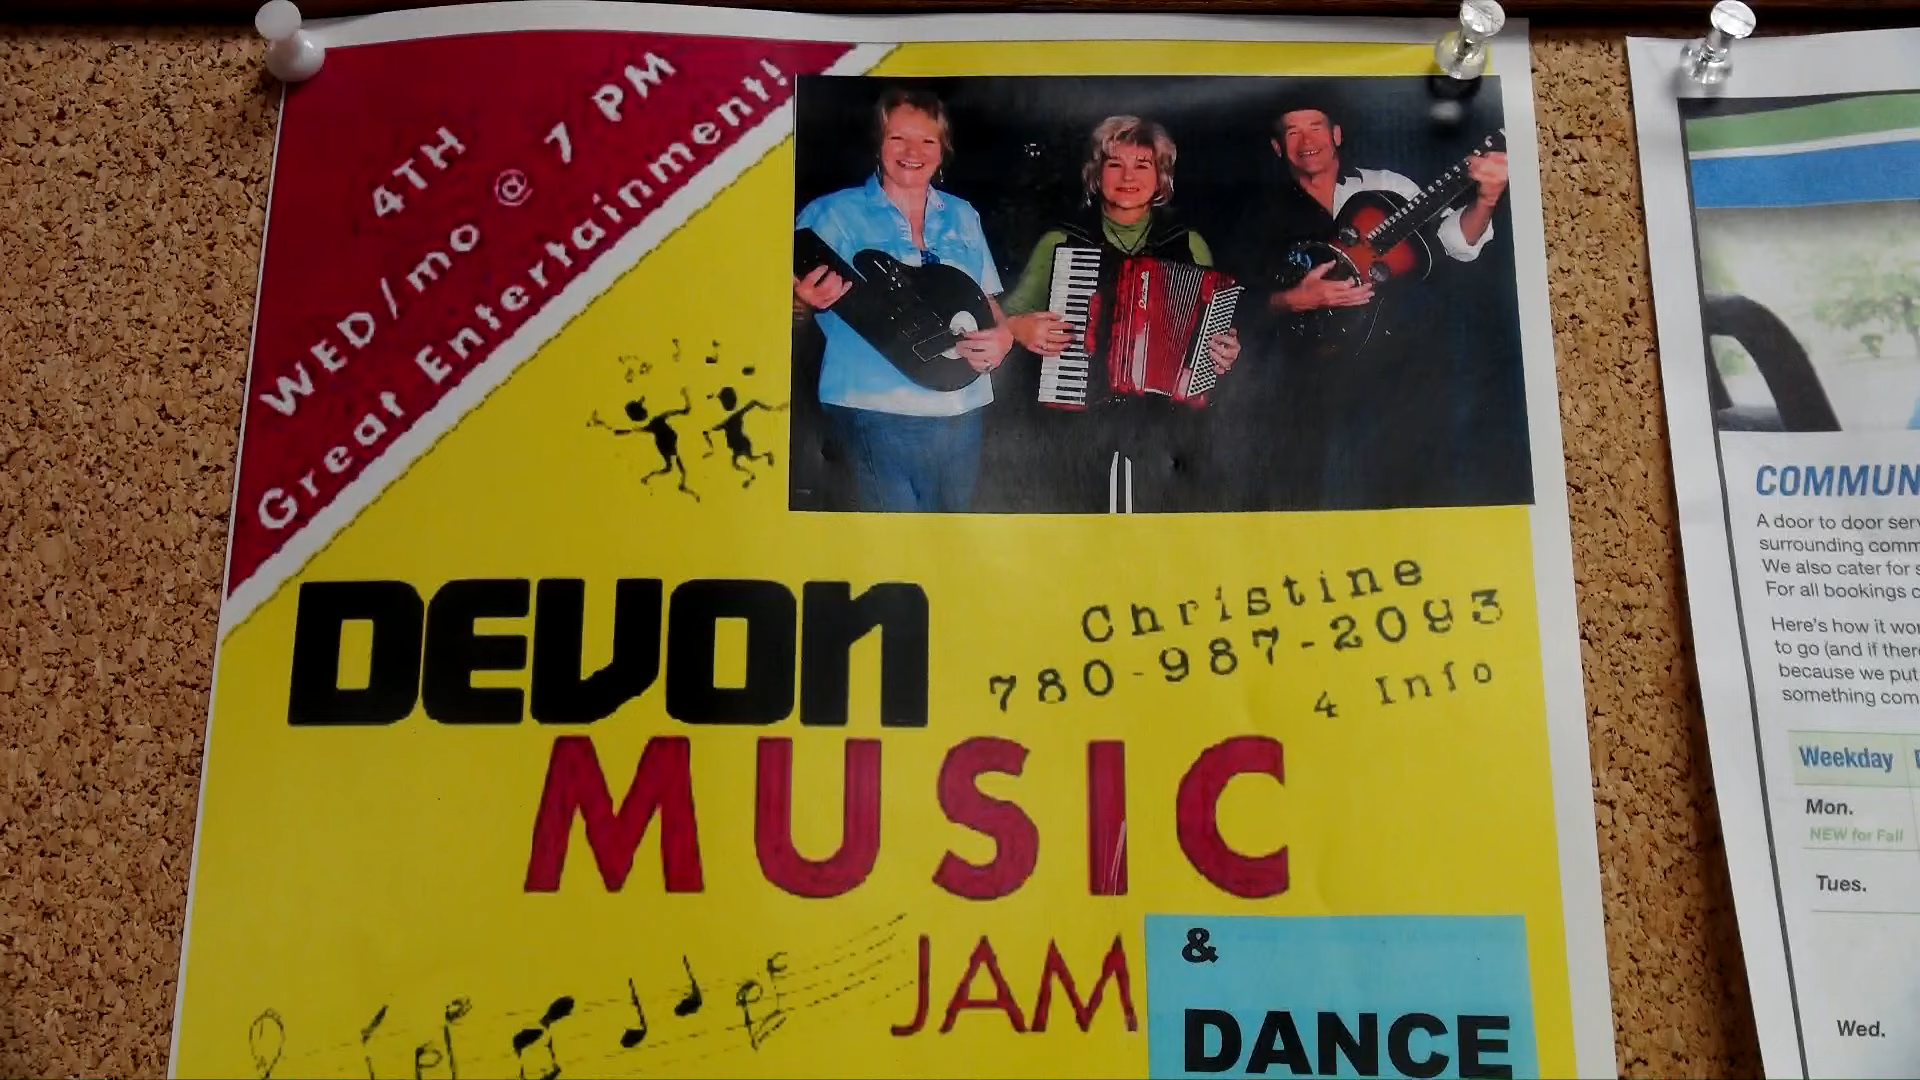 4TH
WED/mo @ 7 PM
Great Entertainment!
DEVON
Christine
780-987-2093
4 Info
MUSIC
JAM
&
DANCE
COMMUN
A door to door serv
surrounding comm
We also cater for s
For all bookings
Here's how it wor
to go (and if ther
because we put
something com
Weekday
Mon.
NEW for Fall
Tues.
Wed.